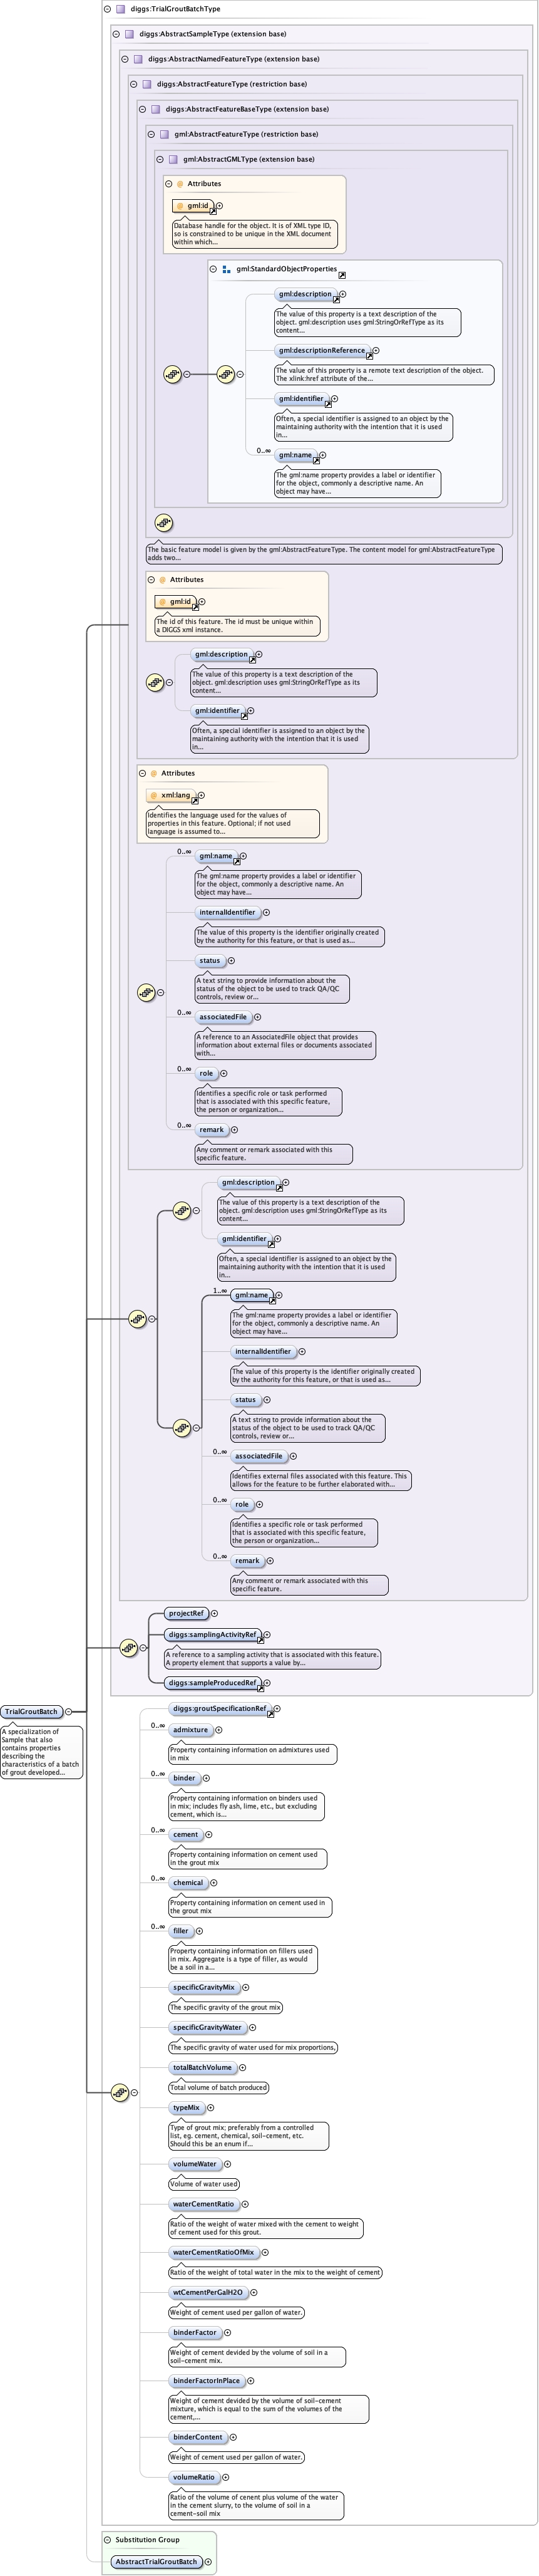 diggs:TrialGroutBatchType
diggs:AbstractSampleType (extension base)
diggs:AbstractNamedFeatureType (extension base)
diggs:AbstractFeatureType (restriction base)
diggs:AbstractFeatureBaseType (extension base)
gml:AbstractFeatureType (restriction base)
gml:AbstractGMLType (extension base)
Attributes
gml:id
Database handle for the object. It is of XML type ID,
so is constrained to be unique in the XML document
within which...
gml:StandardObjectProperties
gml:description
The value of this property is a text description of the
object. gml:description uses gml:StringOrRefType as its
content...
gml:descriptionReference
The value of this property is a remote text description of the object.
The xlink:href attribute of the...
gml:identifier
Often, a special identifier is assigned to an object by the
maintaining authority with the intention that it is used
in...
0..∞
gml:name
The gml:name property provides a label or identifier
for the object, commonly a descriptive name. An
object may have...
The basic feature model is given by the gml:AbstractFeatureType. The content model for gml:AbstractFeatureType
adds two...
Attributes
gml:id
The id of this feature. The id must be unique within
a DIGGS xml instance.
gml:description
The value of this property is a text description of the
object. gml:description uses gml:StringOrRefType as its
content...
gml:identifier
Often, a special identifier is assigned to an object by the
maintaining authority with the intention that it is used
in...
Attributes
xml:lang
Identifies the language used for the values of
properties in this feature. Optional; if not used
language is assumed to...
0..∞
gml:name
The gml:name property provides a label or identifier
for the object, commonly a descriptive name. An
object may have...
internalIdentifier
The value of this property is the identifier originally created
by the authority for this feature, or that is used as...
status
A text string to provide information about the
status of the object to be used to track QA/QC
controls, review or...
0..∞
associatedFile
A reference to an AssociatedFile object that provides
information about external files or documents associated
with...
0..∞
role
Identifies a specific role or task performed
that is associated with this specific feature,
the person or organization...
0..∞
remark
Any comment or remark associated with this
specific feature.
gml:description
The value of this property is a text description of the
object. gml:description uses gml:StringOrRefType as its
content...
gml:identifier
Often, a special identifier is assigned to an object by the
maintaining authority with the intention that it is used
in...
1..∞
gml:name
The gml:name property provides a label or identifier
for the object, commonly a descriptive name. An
object may have...
internalIdentifier
The value of this property is the identifier originally created
by the authority for this feature, or that is used as...
status
A text string to provide information about the
status of the object to be used to track QA/QC
controls, review or...
0..∞
associatedFile
Identifies external files associated with this feature. This
allows for the feature to be further elaborated with...
0..∞
role
Identifies a specific role or task performed
that is associated with this specific feature,
the person or organization...
0..∞
remark
Any comment or remark associated with this
specific feature.
projectRef
diggs:samplingActivityRef
A reference to a sampling activity that is associated with this feature.
A property element that supports a value by...
diggs:sampleProducedRef
TrialGroutBatch
A specialization of
Sample that also
contains properties
describing the
characteristics of a batch
of grout developed...
diggs:groutSpecificationRef
0..∞
admixture
Property containing information on admixtures used
in mix
0..∞
binder
Property containing information on binders used
in mix; includes fly ash, lime, etc., but excluding
cement, which is...
0..∞
cement
Property containing information on cement used
in the grout mix
0..∞
chemical
Property containing information on cement used in
the grout mix
0..∞
filler
Property containing information on fillers used
in mix. Aggregate is a type of filler, as would
be a soil in a...
specificGravityMix
The specific gravity of the grout mix
specificGravityWater
The specific gravity of water used for mix proportions,
totalBatchVolume
Total volume of batch produced
typeMix
Type of grout mix; preferably from a controlled
list, eg. cement, chemical, soil-cement, etc.
Should this be an enum if...
volumeWater
Volume of water used
waterCementRatio
Ratio of the weight of water mixed with the cement to weight
of cement used for this grout.
waterCementRatioOfMix
Ratio of the weight of total water in the mix to the weight of cement
wtCementPerGalH2O
Weight of cement used per gallon of water.
binderFactor
Weight of cement devided by the volume of soil in a
soil-cement mix.
binderFactorInPlace
Weight of cement devided by the volume of soil-cement
mixture, which is equal to the sum of the volumes of the
cement,...
binderContent
Weight of cement used per gallon of water.
volumeRatio
Ratio of the volume of cenent plus volume of the water
in the cement slurry, to the volume of soil in a
cement-soil mix
Substitution Group
AbstractTrialGroutBatch